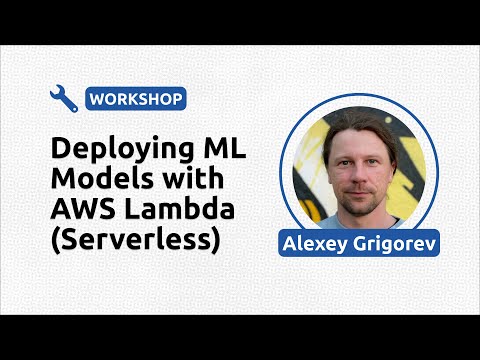 WORKSHOP
Deploying ML
Models with
AWS Lambda
(Serverless)
Alexey Grigorev